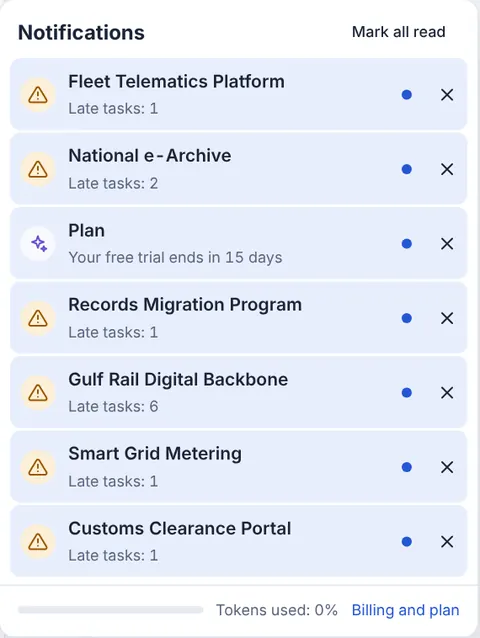 Notifications
Mark all read
Fleet Telematics Platform
Late tasks: 1
National e-Archive
Late tasks: 2
Plan
Your free trial ends in 15 days
Records Migration Program
Late tasks: 1
Gulf Rail Digital Backbone
Late tasks: 6
Smart Grid Metering
Late tasks: 1
Customs Clearance Portal
Late tasks: 1
Tokens used: 0% Billing and plan